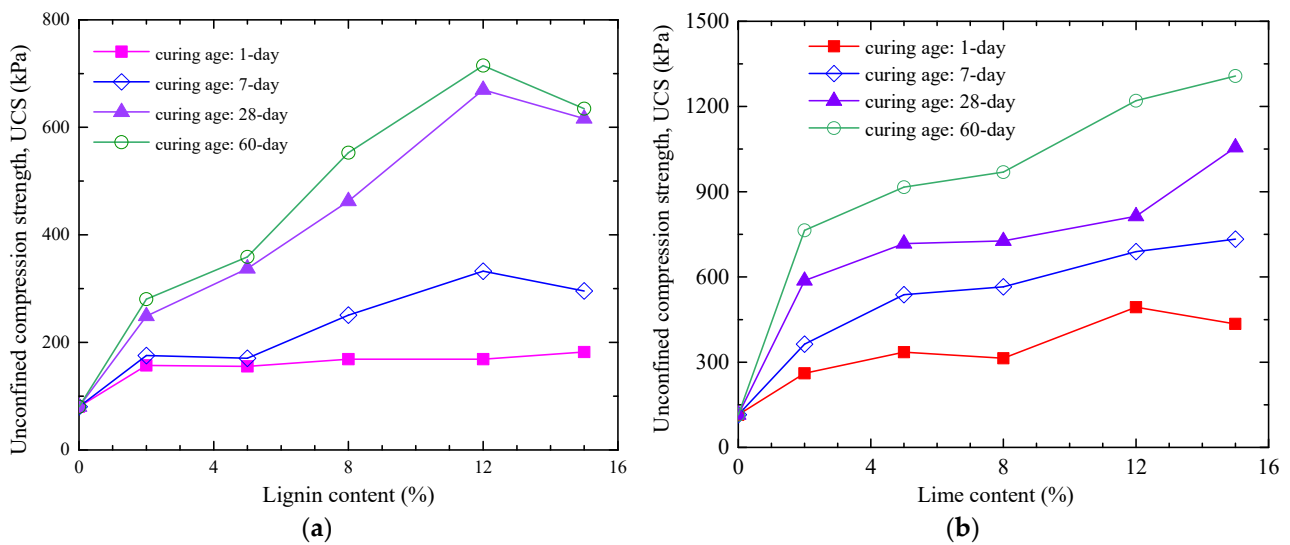 Unconfined compression strength, UCS (kPa)
800
600
400
200
0
curing age: 1-day
curing age: 7-day
curing age: 28-day
curing age: 60-day
0 4 8 12 16
Lignin content (%)
(a)
Unconfined compression strength, UCS (kPa)
1500
1200
900
600
300
0
curing age: 1-day
curing age: 7-day
curing age: 28-day
curing age: 60-day
0 4 8 12 16
Lime content (%)
(b)